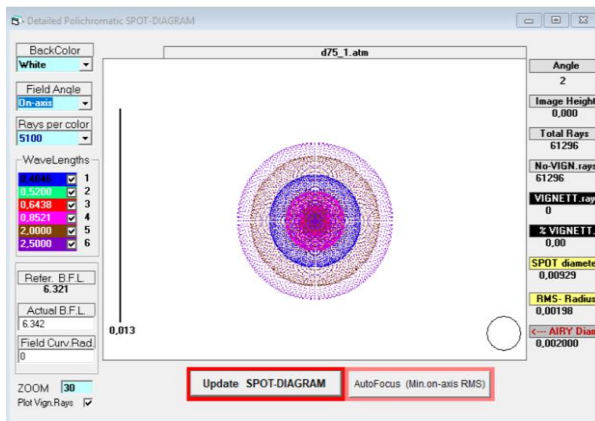 Detailed Polichromatic SPOT-DIAGRAM
d75_1.atm
BackColor
White
Field Angle
On-axis
Rays per color
5100
WaveLengths
1
0,5200 2
0,6438 3
0,8521 4
2,0000 5
2,5000 6
Refer. B.F.L.
6.321
Actual B.F.L.
6.342
Field Curv.Rad.
0
ZOOM 30
Plot Vign.Rays
0,013
Update SPOT-DIAGRAM
AutoFocus (Min.on-axis RMS)
Angle
2
Image Height
0,000
Total Rays
61296
No-VIGN.rays
61296
VIGNETT.ray
0
% VIGNETT.
0,00
SPOT diamete
0,00929
RMS- Radius
0,00198
<--- AIRY Diam
0,002000